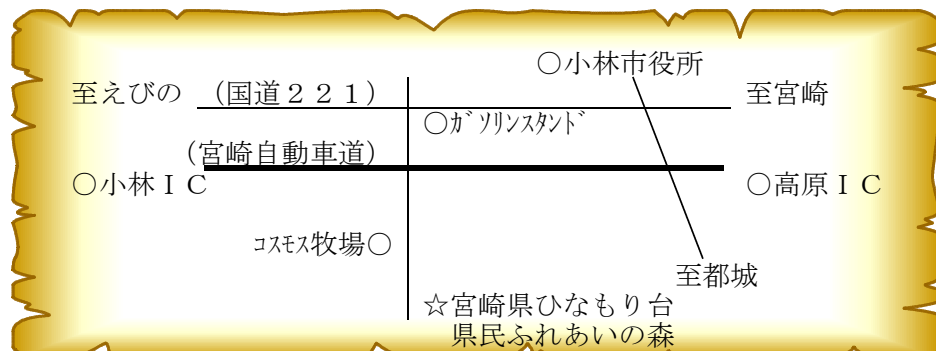 ○小林市役所
至えびの （国道２２１） 至宮崎
○ｶﾞｿﾘﾝｽﾀﾝﾄﾞ
（宮崎自動車道）
○小林ＩＣ ○高原ＩＣ
ｺｽﾓｽ牧場○
至都城
☆宮崎県ひなもり台
県民ふれあいの森